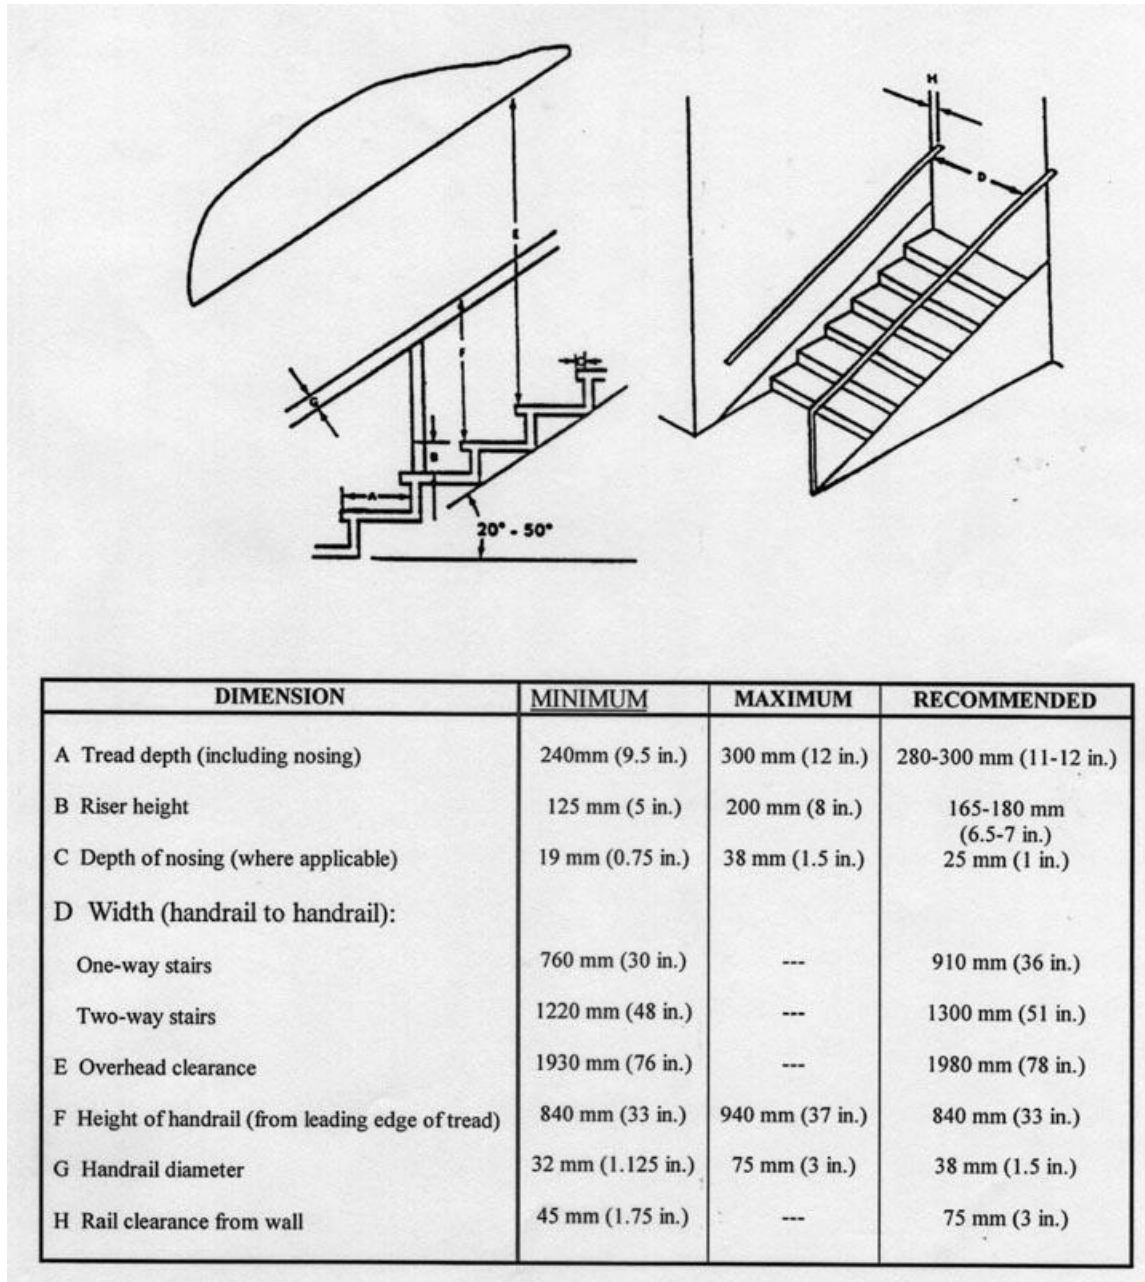 H
D
E
F
C
G
B
A
20° - 50°
DIMENSION MINIMUM MAXIMUM RECOMMENDED
A Tread depth (including nosing) 240mm (9.5 in.) 300 mm (12 in.) 280-300 mm (11-12 in.)
B Riser height 125 mm (5 in.) 200 mm (8 in.) 165-180 mm
(6.5-7 in.)
C Depth of nosing (where applicable) 19 mm (0.75 in.) 38 mm (1.5 in.) 25 mm (1 in.)
D Width (handrail to handrail):
One-way stairs 760 mm (30 in.) --- 910 mm (36 in.)
Two-way stairs 1220 mm (48 in.) --- 1300 mm (51 in.)
E Overhead clearance 1930 mm (76 in.) --- 1980 mm (78 in.)
F Height of handrail (from leading edge of tread) 840 mm (33 in.) 940 mm (37 in.) 840 mm (33 in.)
G Handrail diameter 32 mm (1.125 in.) 75 mm (3 in.) 38 mm (1.5 in.)
H Rail clearance from wall 45 mm (1.75 in.) --- 75 mm (3 in.)